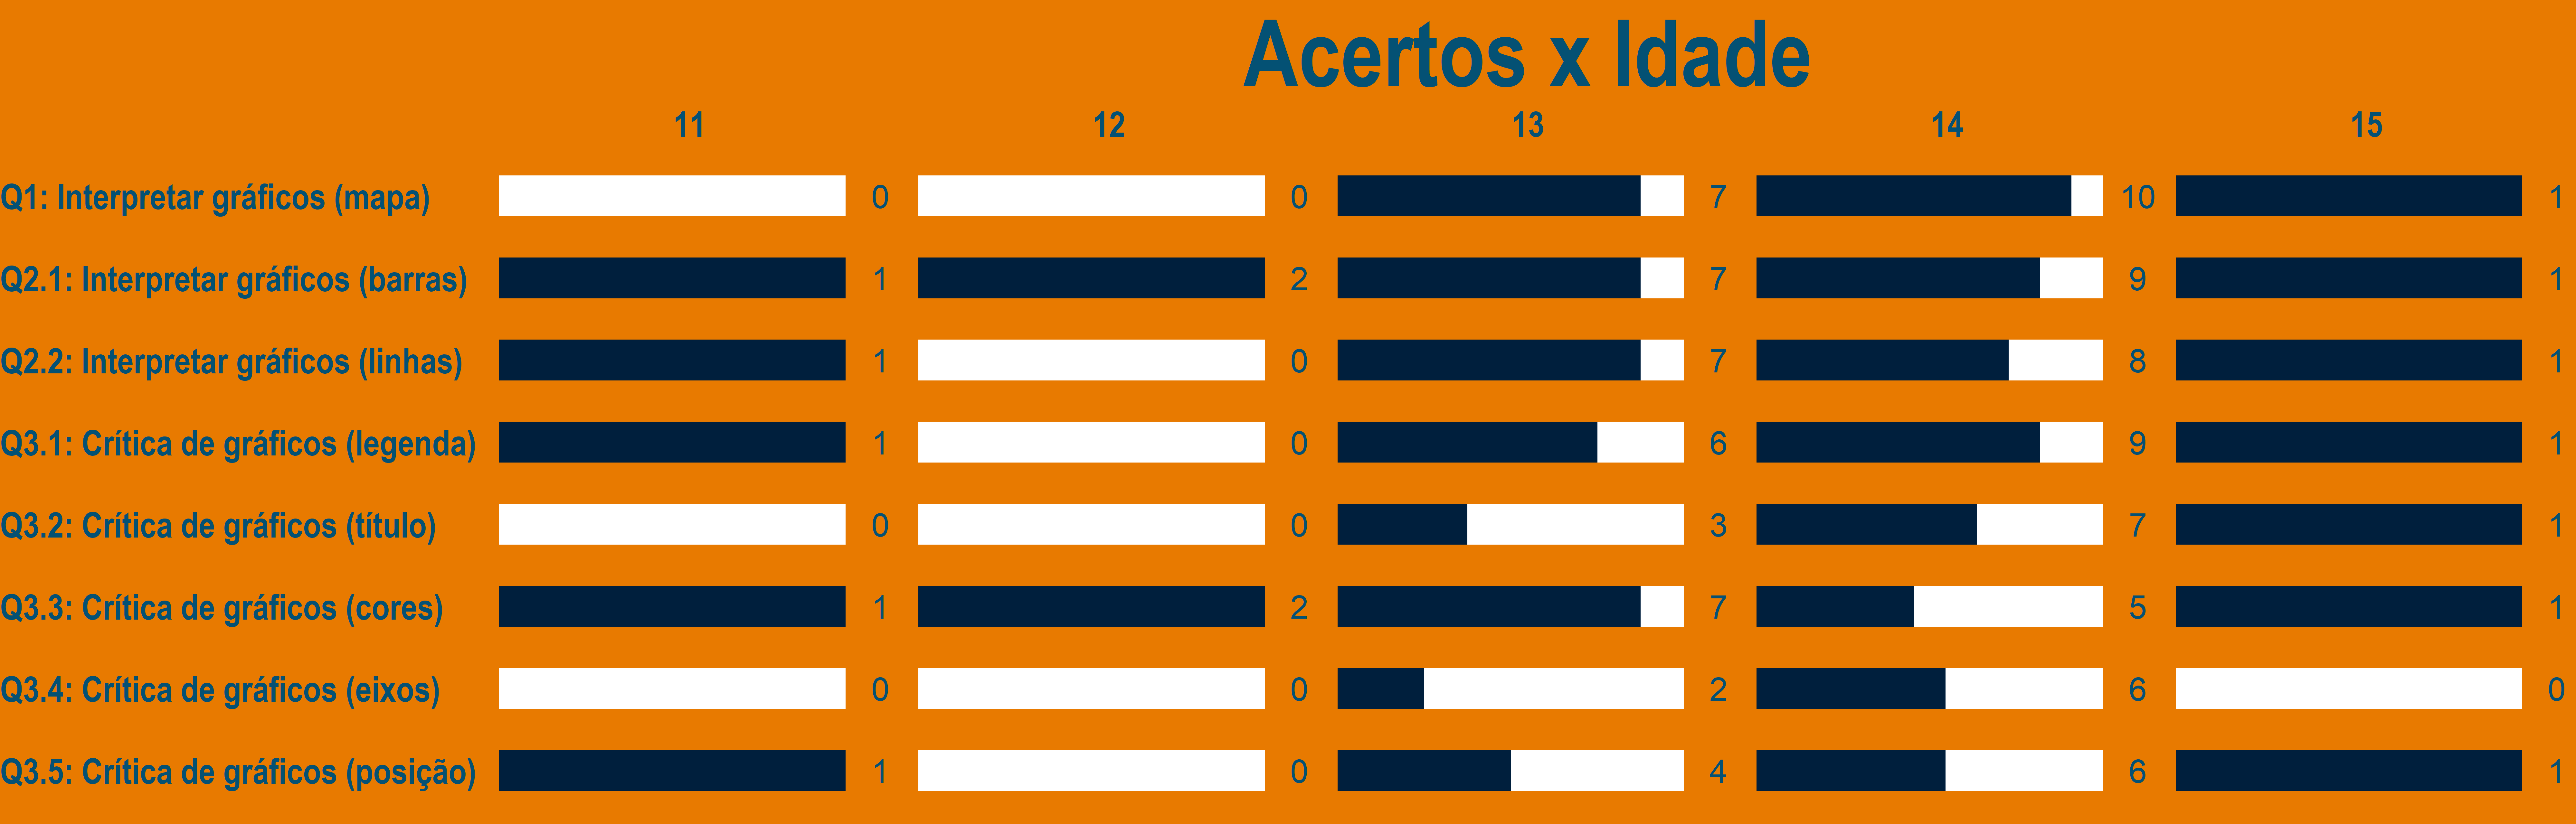 Acertos x Idade
11 12 13 14 15
Q1: Interpretar gráficos (mapa) 0 0 7 10 1
Q2.1: Interpretar gráficos (barras) 1 2 7 9 1
Q2.2: Interpretar gráficos (linhas) 1 0 7 8 1
Q3.1: Crítica de gráficos (legenda) 1 0 6 9 1
Q3.2: Crítica de gráficos (título) 0 0 3 7 1
Q3.3: Crítica de gráficos (cores) 1 2 7 5 1
Q3.4: Crítica de gráficos (eixos) 0 0 2 6 0
Q3.5: Crítica de gráficos (posição) 1 0 4 6 1